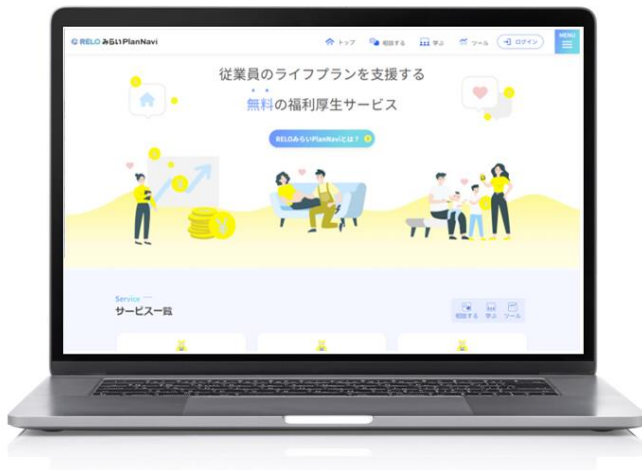 RELO みらいPlanNavi
トップ
相談する
学ぶ
ツール
ログイン
MENU
従業員のライフプランを支援する
無料の福利厚生サービス
RELOみらいPlanNaviとは？
Service
サービス一覧
相談する
学ぶ
ツール